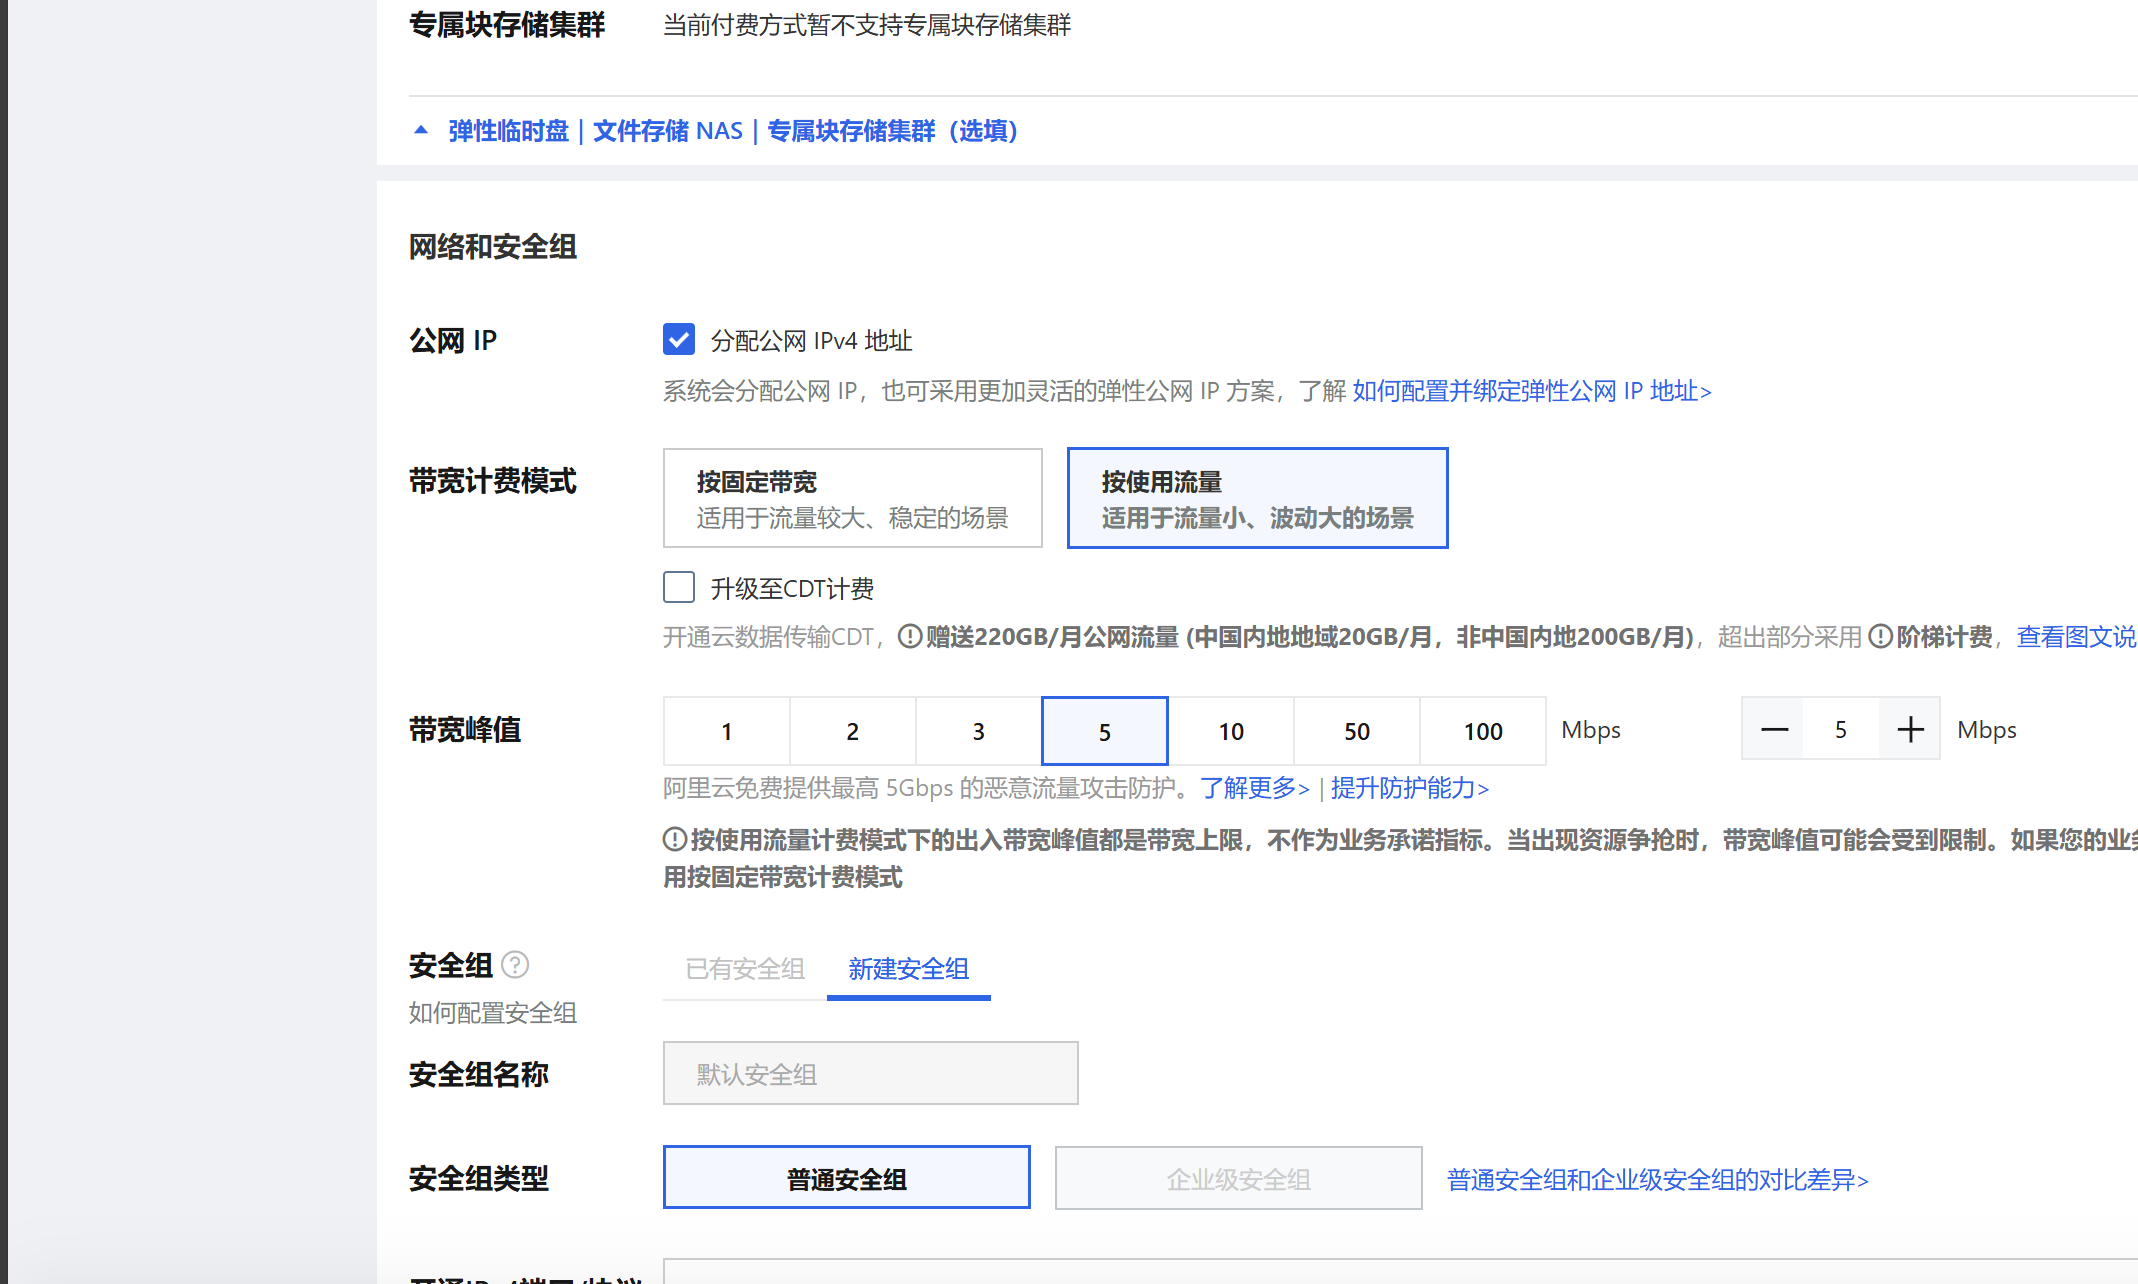 专属块存储集群 当前付费方式暂不支持专属块存储集群
弹性临时盘 | 文件存储 NAS | 专属块存储集群（选填）
网络和安全组
公网 IP 分配公网 IPv4 地址
系统会分配公网 IP，也可采用更加灵活的弹性公网 IP 方案，了解 如何配置并绑定弹性公网 IP 地址>
带宽计费模式 按固定带宽 按使用流量
适用于流量较大、稳定的场景 适用于流量小、波动大的场景
升级至CDT计费
开通云数据传输CDT，赠送220GB/月公网流量 (中国内地地域20GB/月，非中国内地200GB/月)，超出部分采用 阶梯计费，查看图文说
带宽峰值 1 2 3 5 10 50 100 Mbps 5 Mbps
阿里云免费提供最高 5Gbps 的恶意流量攻击防护。了解更多> | 提升防护能力>
按使用流量计费模式下的出入带宽峰值都是带宽上限，不作为业务承诺指标。当出现资源争抢时，带宽峰值可能会受到限制。如果您的业
用按固定带宽计费模式
安全组 已有安全组 新建安全组
如何配置安全组
安全组名称 默认安全组
安全组类型 普通安全组 企业级安全组 普通安全组和企业级安全组的对比差异>